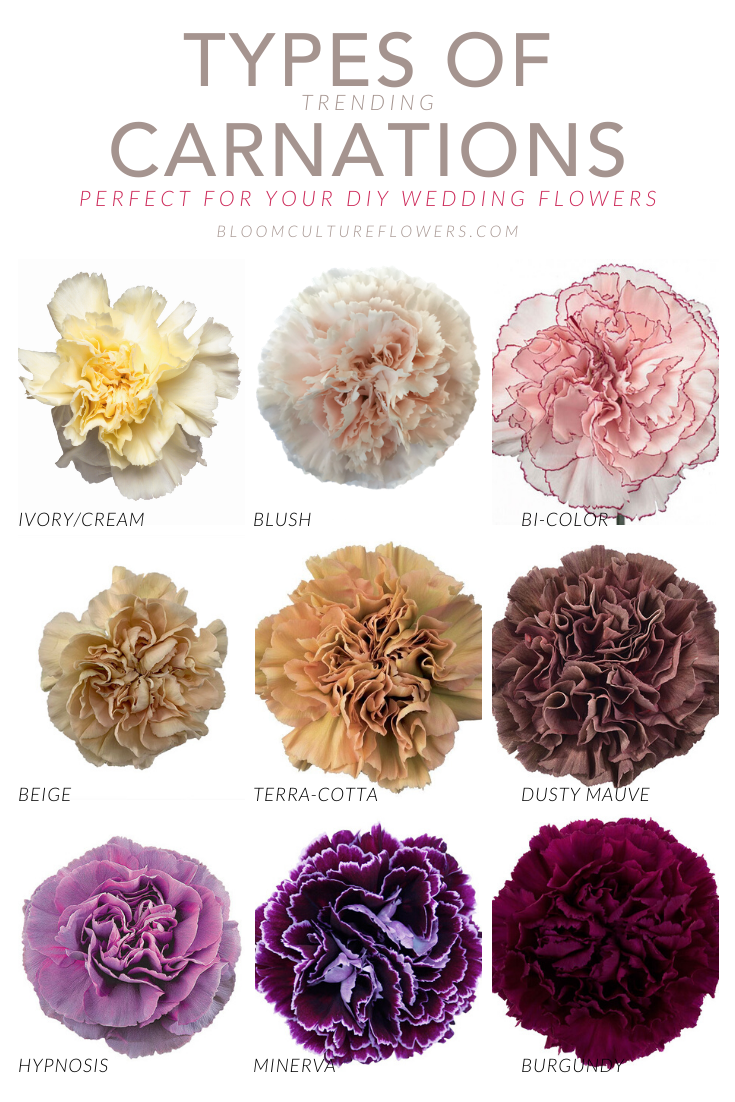 TYPES OF
TRENDING
CARNATIONS
PERFECT FOR YOUR DIY WEDDING FLOWERS
BLOOMCULTUREFLOWERS.COM
IVORY/CREAM
BLUSH
BI-COLOR
BEIGE
TERRA-COTTA
DUSTY MAUVE
HYPNOSIS
MINERVA
BURGUNDY